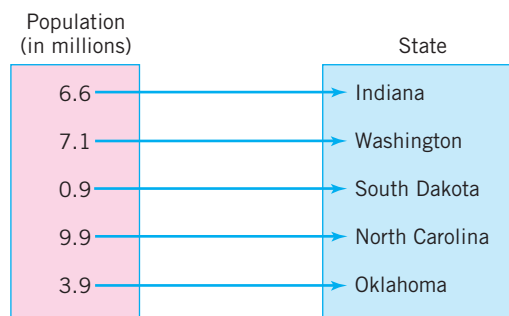 Population
(in millions)
State
6.6 Indiana
7.1 Washington
0.9 South Dakota
9.9 North Carolina
3.9 Oklahoma